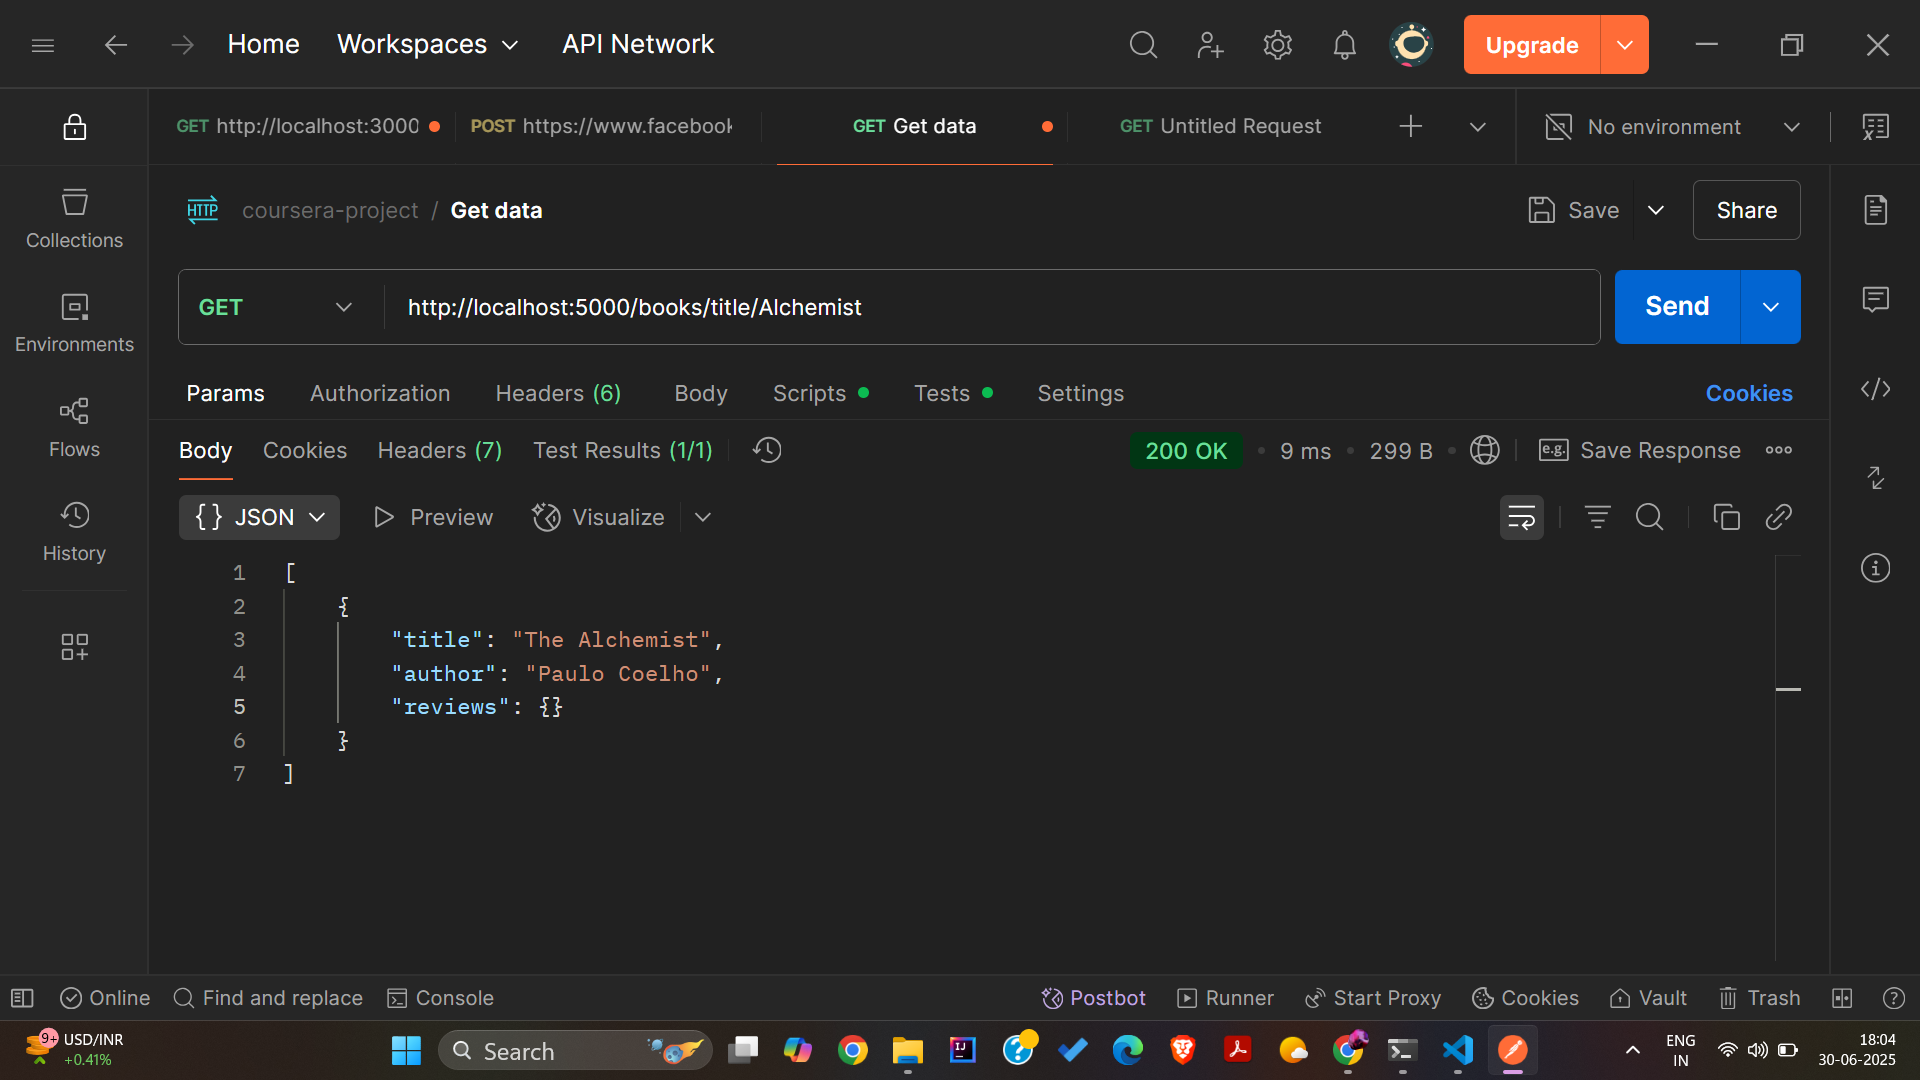 Home Workspaces API Network Upgrade
GET http://localhost:3000 POST https://www.facebook GET Get data GET Untitled Request No environment
HTTP coursera-project / Get data Save Share
Collections
Environments
Flows
History
GET http://localhost:5000/books/title/Alchemist Send
Params Authorization Headers (6) Body Scripts Tests Settings Cookies
Body Cookies Headers (7) Test Results (1/1) 200 OK • 9 ms • 299 B • e.g. Save Response
{} JSON Preview Visualize
1 [
2 {
3 "title": "The Alchemist",
4 "author": "Paulo Coelho",
5 "reviews": {}
6 }
7 ]
Online Find and replace Console Postbot Runner Start Proxy Cookies Vault Trash
9+ USD/INR
+0.41%
Search
ENG
IN
18:04
30-06-2025